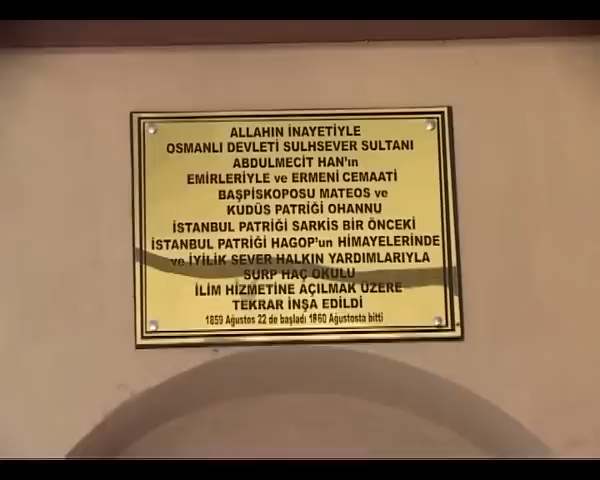 ALLAHIN İNAYETİYLE
OSMANLI DEVLETİ SULHSEVER SULTANI
ABDULMECİT HAN'ın
EMİRLERİYLE ve ERMENİ CEMAATİ
BAŞPİSKOPOSU MATEOS ve
KUDÜS PATRİĞİ OHANNU
İSTANBUL PATRİĞİ SARKİS BİR ÖNCEKİ
İSTANBUL PATRİĞİ HAGOP'un HİMAYELERİNDE
ve İYİLİK SEVER HALKIN YARDIMLARIYLA
SURP HAÇ OKULU
İLİM HİZMETİNE AÇILMAK ÜZERE
TEKRAR İNŞA EDİLDİ
1859 Ağustos 22 de başladı 1860 Ağustosta bitti